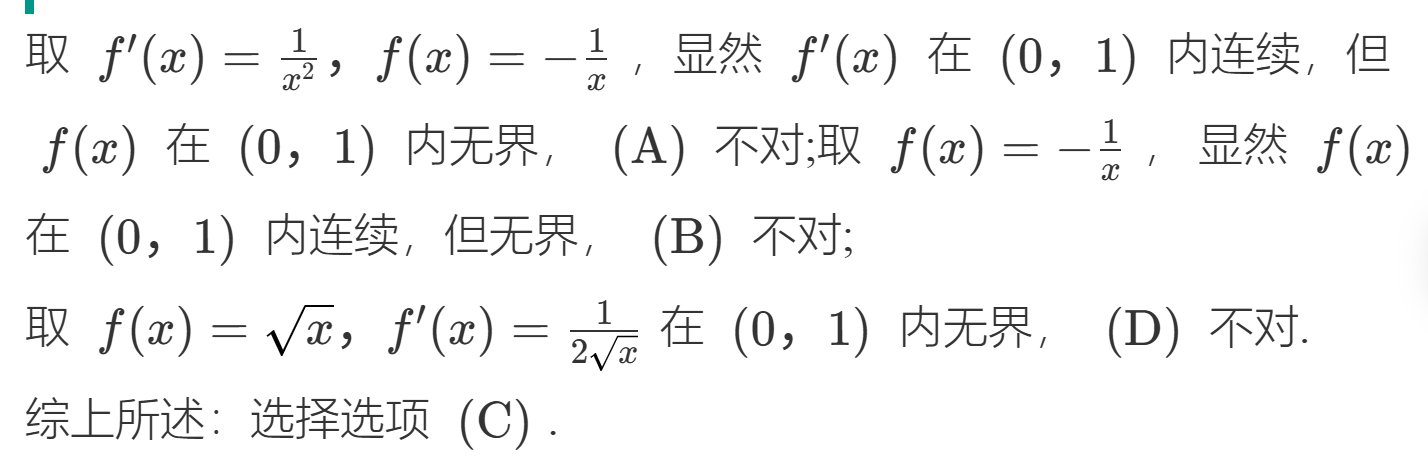 取 f′(x) = 1/x²，f(x) = −1/x，显然 f′(x) 在 (0，1) 内连续，但
f(x) 在 (0，1) 内无界， (A) 不对;取 f(x) = −1/x， 显然 f(x)
在 (0，1) 内连续，但无界， (B) 不对;
取 f(x) = √x，f′(x) = 1/(2√x) 在 (0，1) 内无界， (D) 不对.
综上所述：选择选项 (C) .